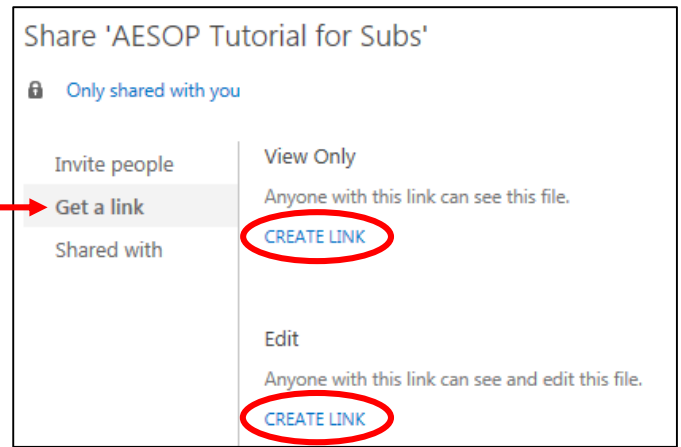 Share 'AESOP Tutorial for Subs'
Only shared with you
Invite people
Get a link
Shared with
View Only
Anyone with this link can see this file.
CREATE LINK
Edit
Anyone with this link can see and edit this file.
CREATE LINK